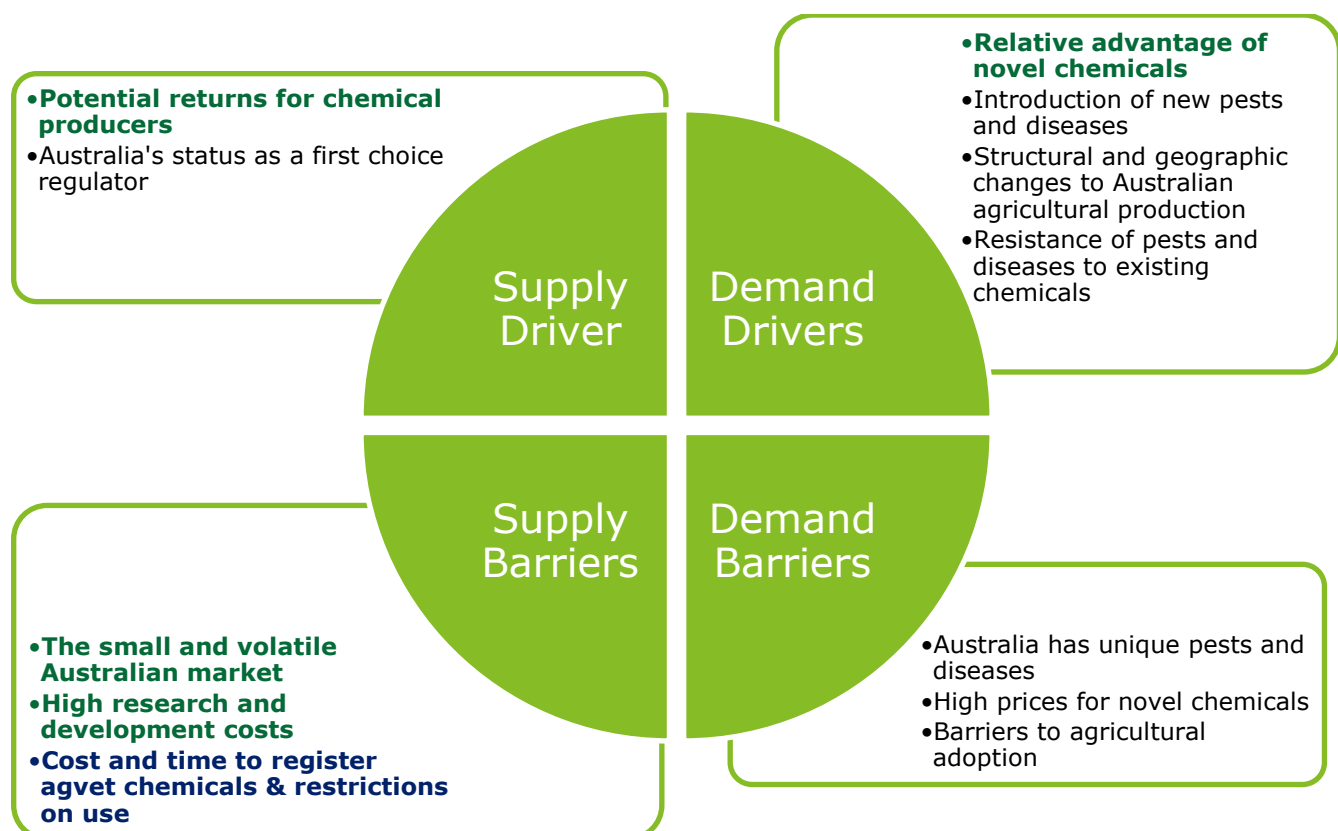 •Potential returns for chemical
producers
•Australia's status as a first choice
regulator
•Relative advantage of
novel chemicals
•Introduction of new pests
and diseases
•Structural and geographic
changes to Australian
agricultural production
•Resistance of pests and
diseases to existing
chemicals
Supply
Driver
Demand
Drivers
Supply
Barriers
Demand
Barriers
•The small and volatile
Australian market
•High research and
development costs
•Cost and time to register
agvet chemicals & restrictions
on use
•Australia has unique pests and
diseases
•High prices for novel chemicals
•Barriers to agricultural
adoption